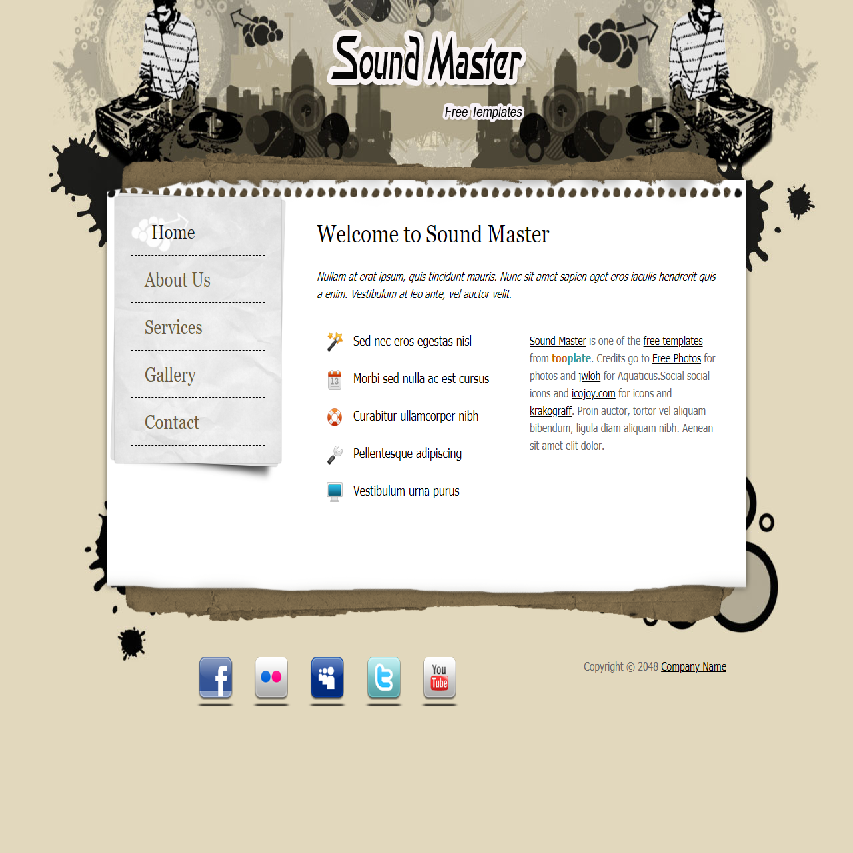 Sound Master
Free Templates
Home
About Us
Services
Gallery
Contact
Welcome to Sound Master
Nullam at erat ipsum, quis tincidunt mauris. Nunc sit amet sapien eget eros iaculis hendrerit quis
a enim. Vestibulum at leo ante, vel auctor velit.
Sed nec eros egestas nisl
13
Morbi sed nulla ac est cursus
Curabitur ullamcorper nibh
Pellentesque adipiscing
Vestibulum urna purus
Sound Master is one of the free templates
from tooplate. Credits go to Free Photos for
photos and jwloh for Aquaticus.Social social
icons and icojoy.com for icons and
krakograff. Proin auctor, tortor vel aliquam
bibendum, ligula diam aliquam nibh. Aenean
sit amet elit dolor.
f
t
You
Tube
Copyright © 2048 Company Name